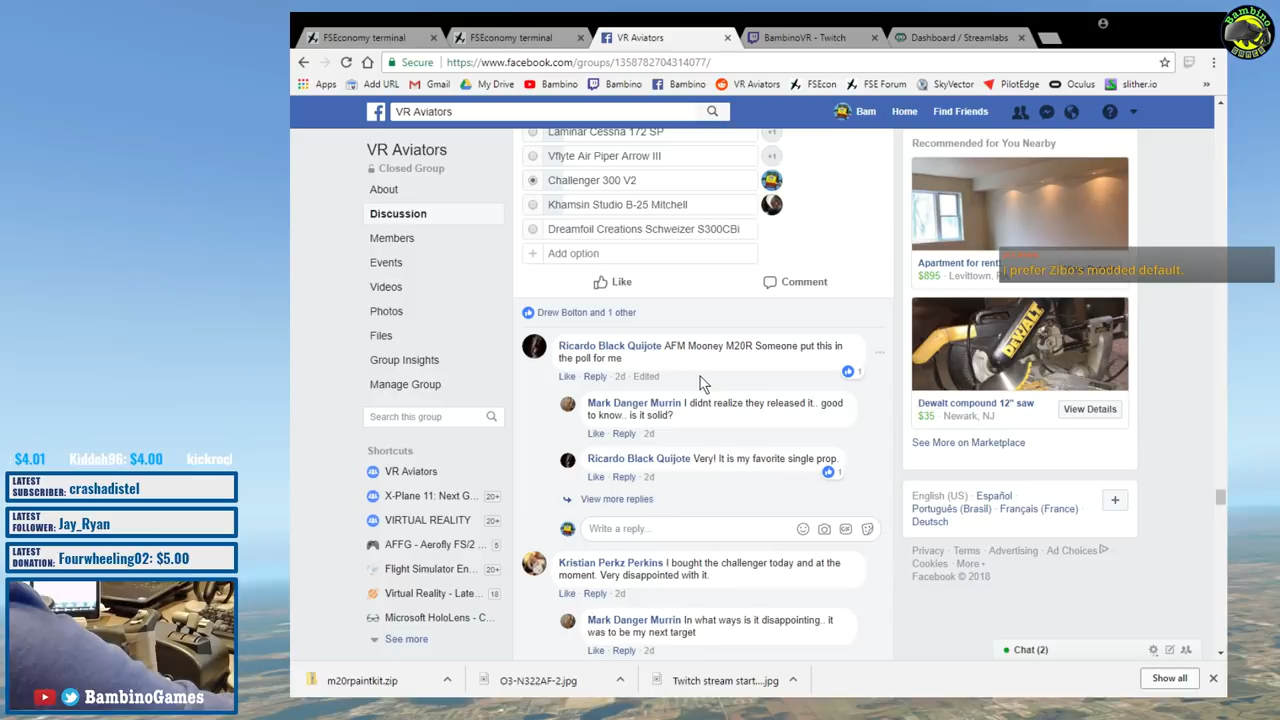 FSEconomy terminal
FSEconomy terminal
VR Aviators
BambinoVR - Twitch
Dashboard / Streamlabs
Bambino
GAMES
Secure
https://www.facebook.com/groups/1358782704314077/
Apps
Add URL
Gmail
My Drive
Bambino
Bambino
Bambino
VR Aviators
FSEcon
FSE Forum
SkyVector
PilotEdge
Oculus
slither.io
VR Aviators
Bam
Home
Find Friends
VR Aviators
Closed Group
About
Discussion
Members
Events
Videos
Photos
Files
Group Insights
Manage Group
Search this group
Shortcuts
VR Aviators
X-Plane 11: Next G... 20+
VIRTUAL REALITY 20+
AFFG - Aerofly FS/2 ... 5
Flight Simulator En... 20+
Virtual Reality - Late... 18
Microsoft HoloLens - C...
See more
Laminar Cessna 172 SP +1
Vflyte Air Piper Arrow III +1
Challenger 300 V2
Khamsin Studio B-25 Mitchell
Dreamfoil Creations Schweizer S300CBi
Add option
Like
Comment
Drew Bolton and 1 other
Ricardo Black Quijote AFM Mooney M20R Someone put this in
the poll for me
1
Like · Reply · 2d · Edited
Mark Danger Murrin I didnt realize they released it.. good
to know.. is it solid?
Like · Reply · 2d
Ricardo Black Quijote Very! It is my favorite single prop.
1
Like · Reply · 2d
View more replies
Write a reply...
Kristian Perkz Perkins I bought the challenger today and at the
moment. Very disappointed with it.
Like · Reply · 2d
Mark Danger Murrin In what ways is it disappointing.. it
was to be my next target
Like · Reply · 2d
Recommended for You Nearby
Apartment for rent
$895 · Levittown,
I prefer Zibo's modded default.
DEWALT
Dewalt compound 12" saw
$35 · Newark, NJ
View Details
See More on Marketplace
English (US) · Español ·
Português (Brasil) · Français (France) ·
Deutsch
Privacy · Terms · Advertising · Ad Choices
Cookies · More
Facebook © 2018
Chat (2)
m20rpaintkit.zip
O3-N322AF-2.jpg
Twitch stream start....jpg
Show all
$4.01
Kiddoh96: $4.00
LATEST
SUBSCRIBER: crashadistel
LATEST
FOLLOWER: Jay_Ryan
LATEST
DONATION: Fourwheeling02: $5.00
BambinoGames